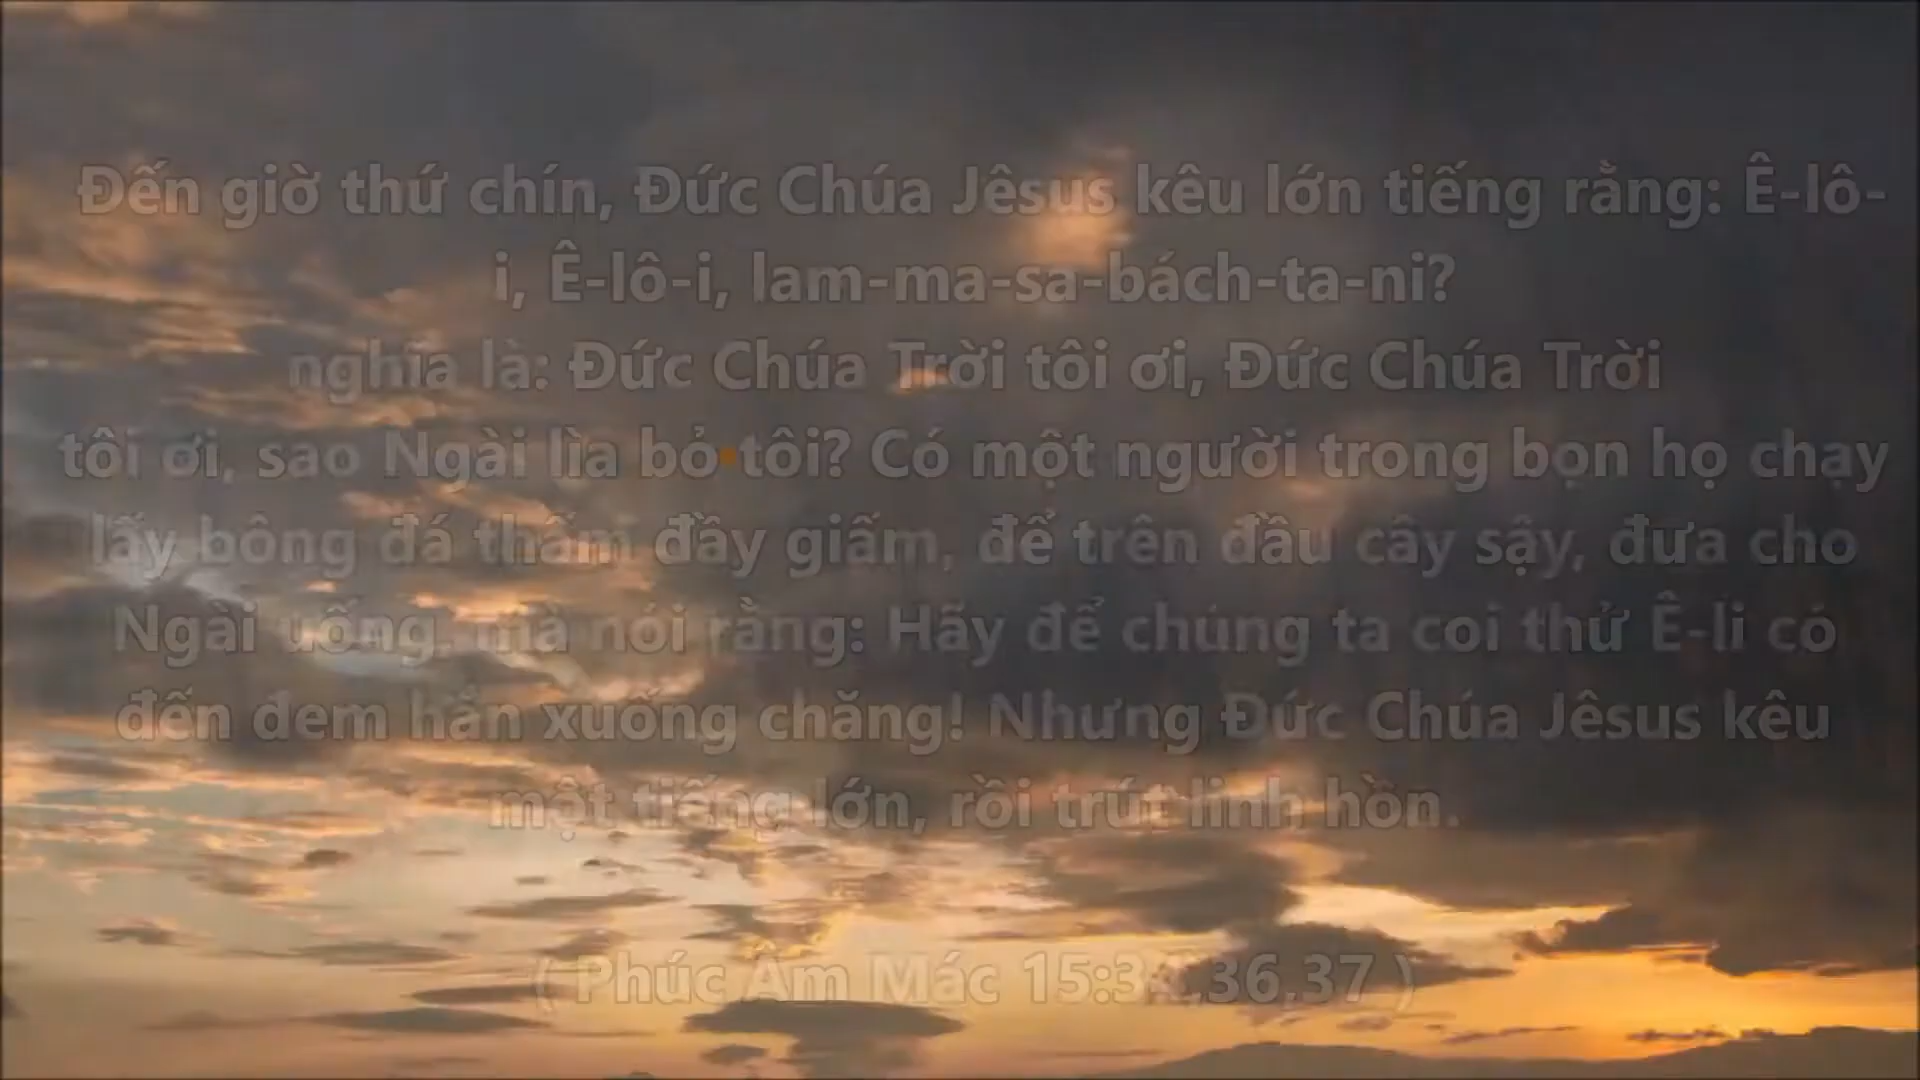 Đến giờ thứ chín, Đức Chúa Jêsus kêu lớn tiếng rằng: Ê-lô-
i, Ê-lô-i, lam-ma-sa-bách-ta-ni?
nghĩa là: Đức Chúa Trời tôi ơi, Đức Chúa Trời
tôi ơi, sao Ngài lìa bỏ tôi? Có một người trong bọn họ chạy
lấy bông đá thấm đầy giấm, để trên đầu cây sậy, đưa cho
Ngài uống, mà nói rằng: Hãy để chúng ta coi thử Ê-li có
đến đem hắn xuống chăng! Nhưng Đức Chúa Jêsus kêu
một tiếng lớn, rồi trút linh hồn.
( Phúc Âm Mác 15:34,36,37 )